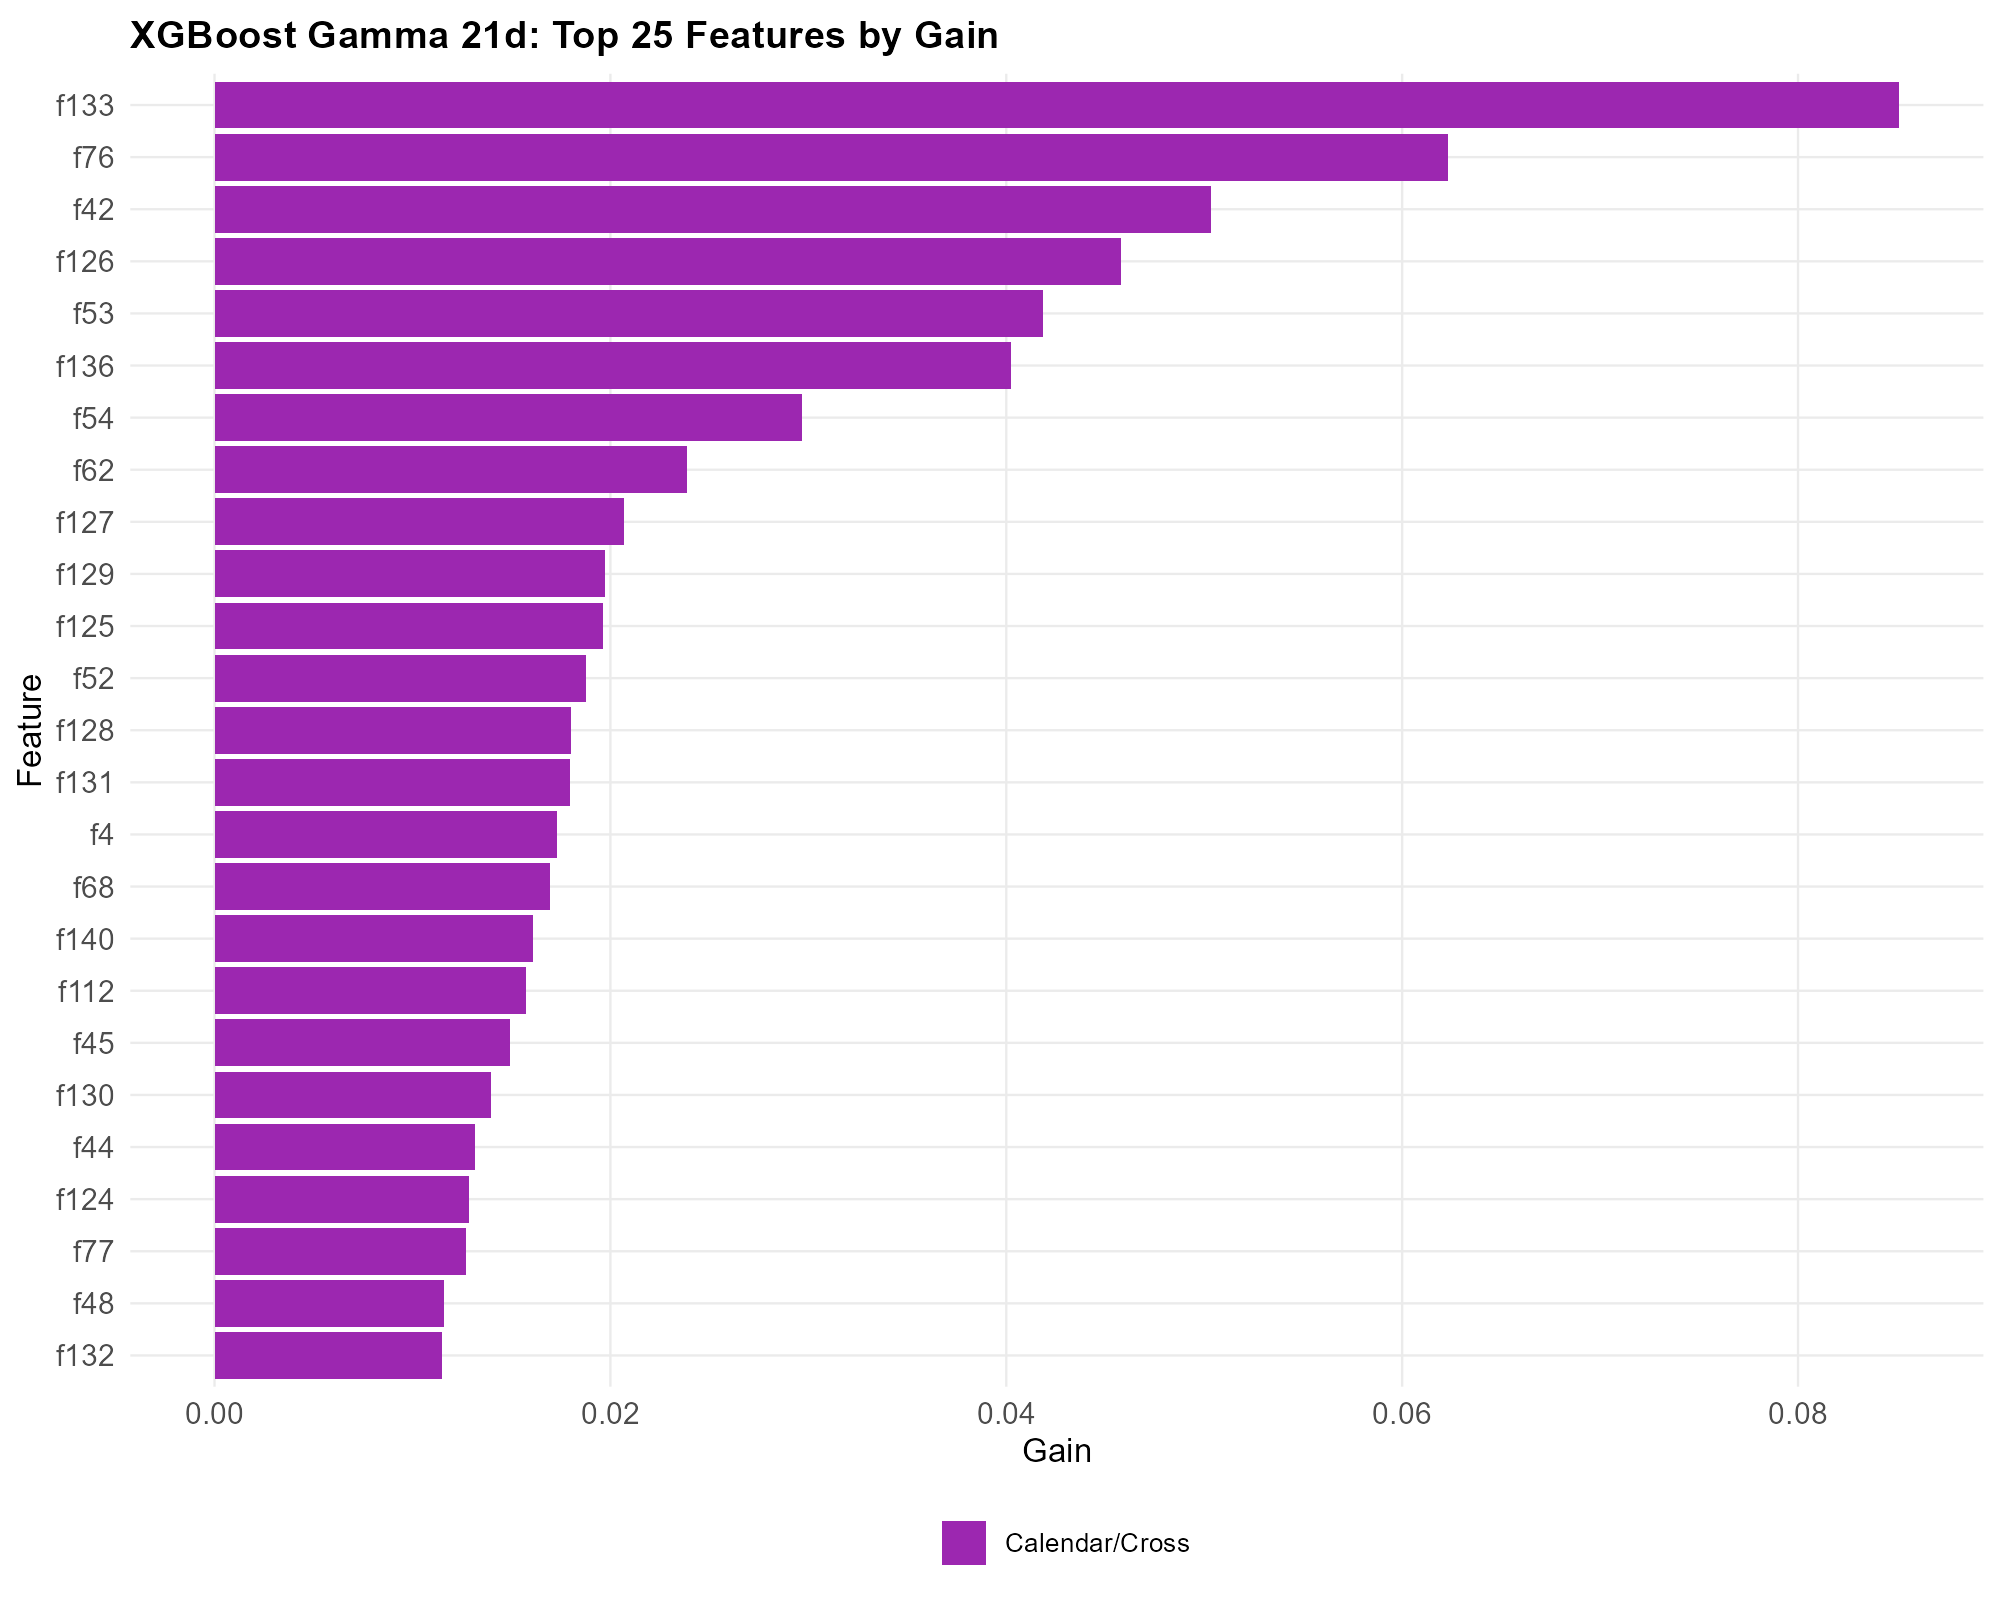 XGBoost Gamma 21d: Top 25 Features by Gain
f133
f76
f42
f126
f53
f136
f54
f62
f127
f129
f125
f52
f128
f131
f4
f68
f140
f112
f45
f130
f44
f124
f77
f48
f132
Feature
0.00 0.02 0.04 0.06 0.08
Gain
Calendar/Cross